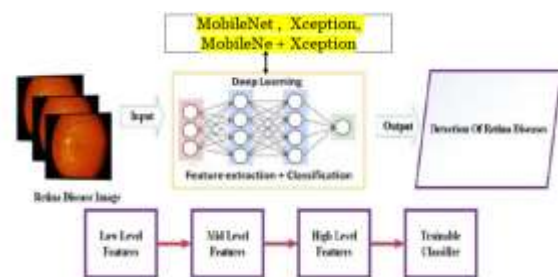 MobileNet , Xception,
MobileNe + Xception
Deep Learning
Input
Output
Detection Of Retina Diseases
Feature extraction + Classification
Retina Disease Image
Low Level
Features
Mid Level
Features
High Level
Features
Trainable
Classifier